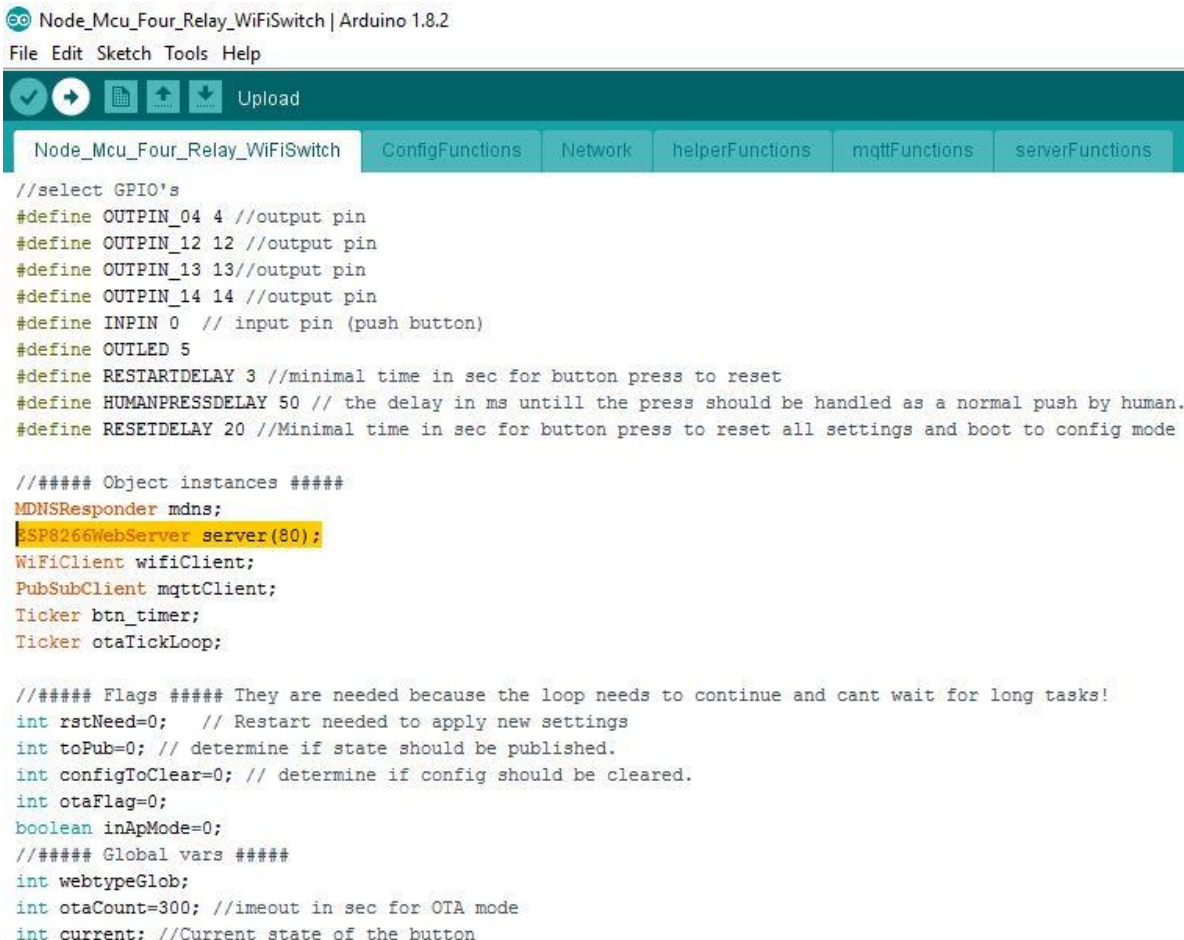 Node_Mcu_Four_Relay_WiFiSwitch | Arduino 1.8.2
File Edit Sketch Tools Help
Upload
Node_Mcu_Four_Relay_WiFiSwitch ConfigFunctions Network helperFunctions mqttFunctions serverFunctions
//select GPIO's
#define OUTPIN_04 4 //output pin
#define OUTPIN_12 12 //output pin
#define OUTPIN_13 13//output pin
#define OUTPIN_14 14 //output pin
#define INPIN 0  // input pin (push button)
#define OUTLED 5
#define RESTARTDELAY 3 //minimal time in sec for button press to reset
#define HUMANPRESSDELAY 50 // the delay in ms untill the press should be handled as a normal push by human.
#define RESETDELAY 20 //Minimal time in sec for button press to reset all settings and boot to config mode
//##### Object instances #####
MDNSResponder mdns;
ESP8266WebServer server(80);
WiFiClient wifiClient;
PubSubClient mqttClient;
Ticker btn_timer;
Ticker otaTickLoop;
//##### Flags ##### They are needed because the loop needs to continue and cant wait for long tasks!
int rstNeed=0;   // Restart needed to apply new settings
int toPub=0; // determine if state should be published.
int configToClear=0; // determine if config should be cleared.
int otaFlag=0;
boolean inApMode=0;
//##### Global vars #####
int webtypeGlob;
int otaCount=300; //imeout in sec for OTA mode
int current; //Current state of the button